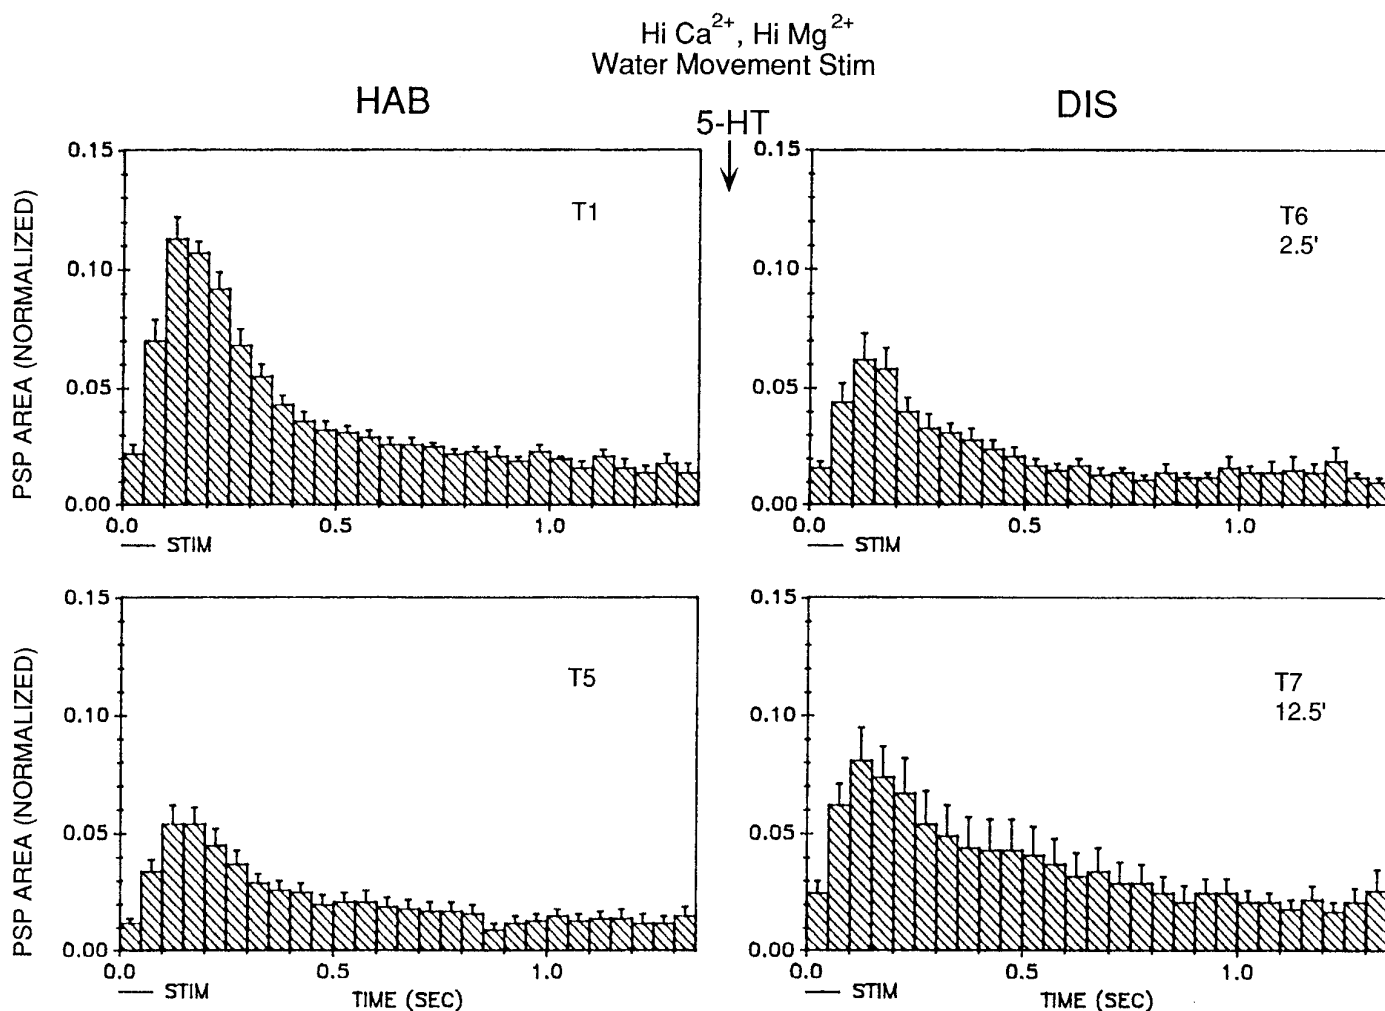 Hi Ca2+, Hi Mg2+
Water Movement Stim
HAB
5-HT
DIS
PSP AREA (NORMALIZED)
0.15
0.10
0.05
0.00
T1
0.0 0.5 1.0
STIM
0.15
0.10
0.05
0.00
T6
2.5'
0.0 0.5 1.0
STIM
PSP AREA (NORMALIZED)
0.15
0.10
0.05
0.00
T5
0.0 0.5 1.0
STIM
TIME (SEC)
0.15
0.10
0.05
0.00
T7
12.5'
0.0 0.5 1.0
STIM
TIME (SEC)